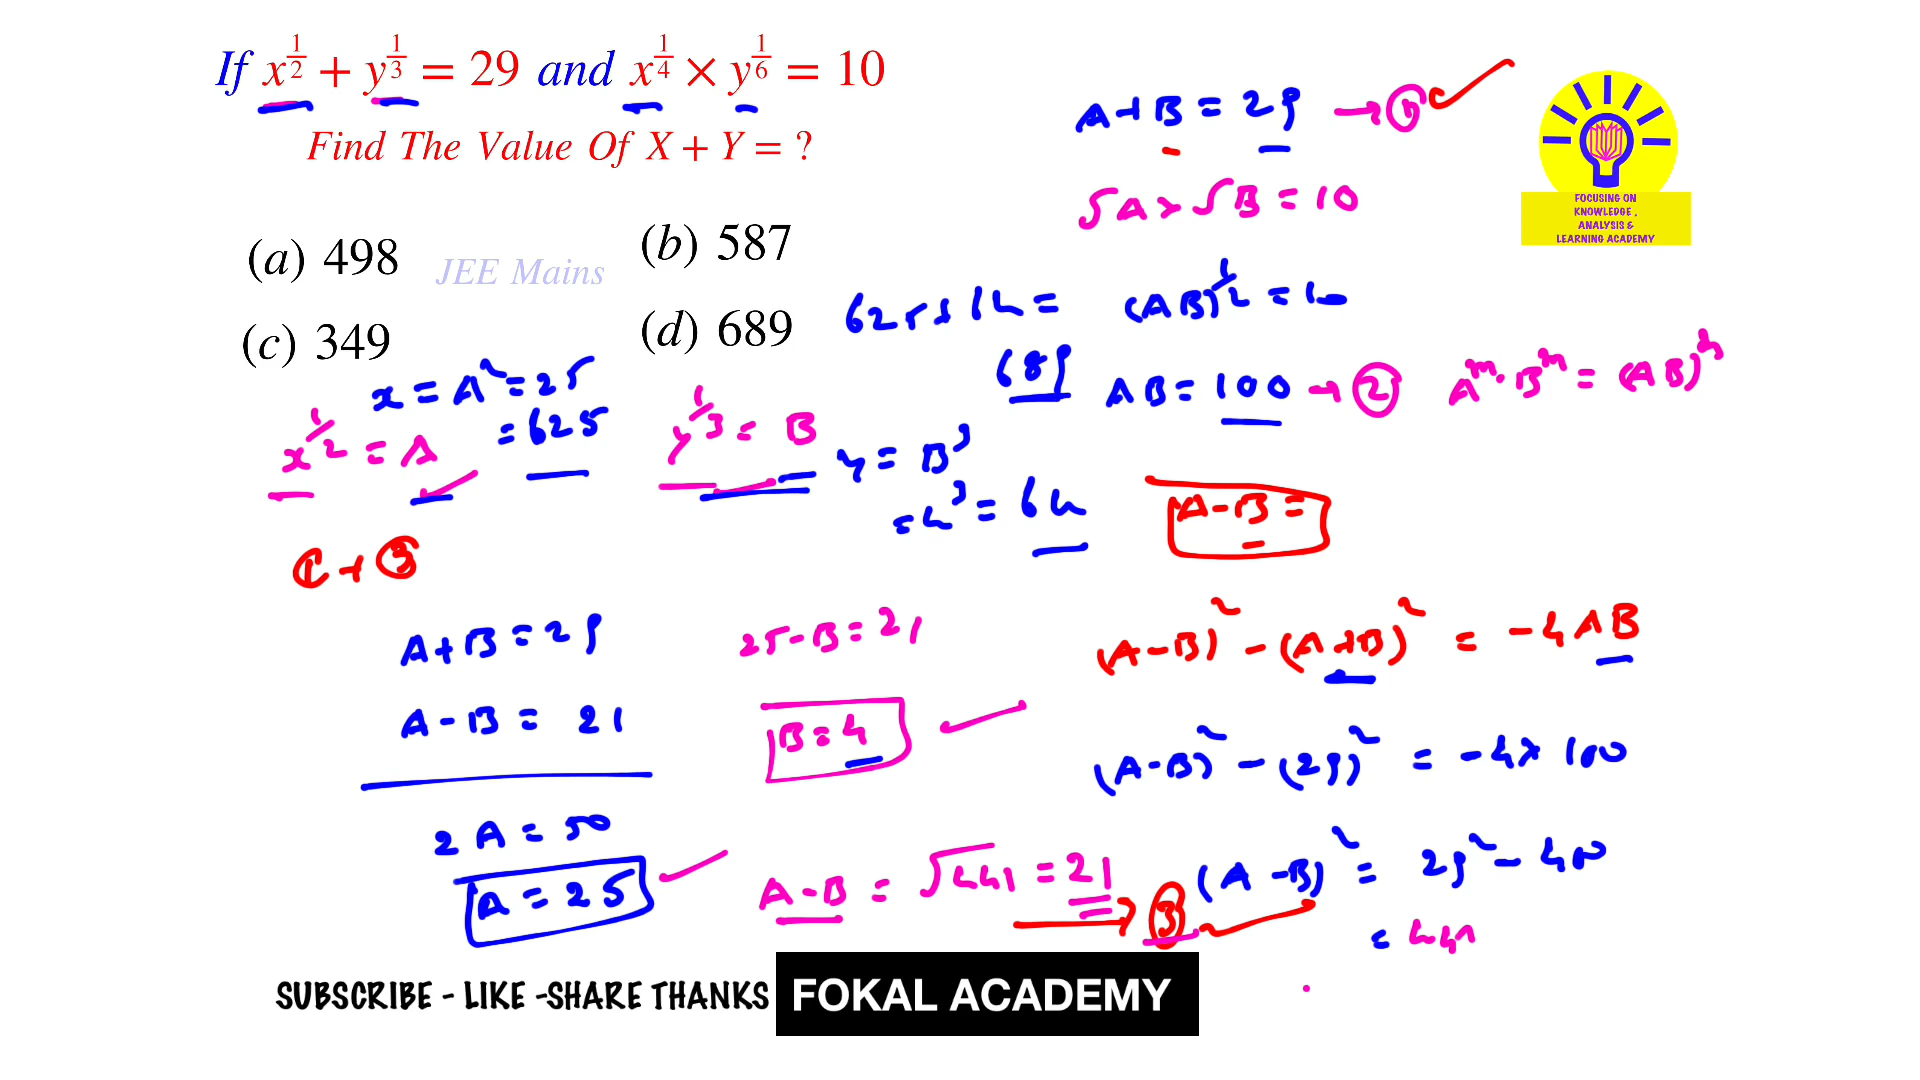 If x^{1/2} + y^{1/3} = 29 and x^{1/4} × y^{1/6} = 10
Find The Value Of X + Y = ?
(a) 498
(b) 587
JEE Mains
(c) 349
(d) 689
FOCUSING ON
KNOWLEDGE ,
ANALYSIS &
LEARNING ACADEMY
A+B = 29 → ①
√A × √B = 10
(AB)^{1/2} = 10
AB = 100 → ②
A^m · B^m = (AB)^m
625 + 64 =
689
x = A² = 25²
= 625
x^{1/2} = A
y^{1/3} = B
y = B³
= 4³ = 64
A - B =
(A-B)² - (A+B)² = -4AB
(A-B)² - (29)² = -4 × 100
(A-B)² = 29² - 400
= 441
A-B = √441 = 21 → ③
① + ③
A+B = 29
A-B = 21
2A = 50
A = 25
25-B = 21
B = 4
SUBSCRIBE - LIKE -SHARE THANKS
FOKAL ACADEMY